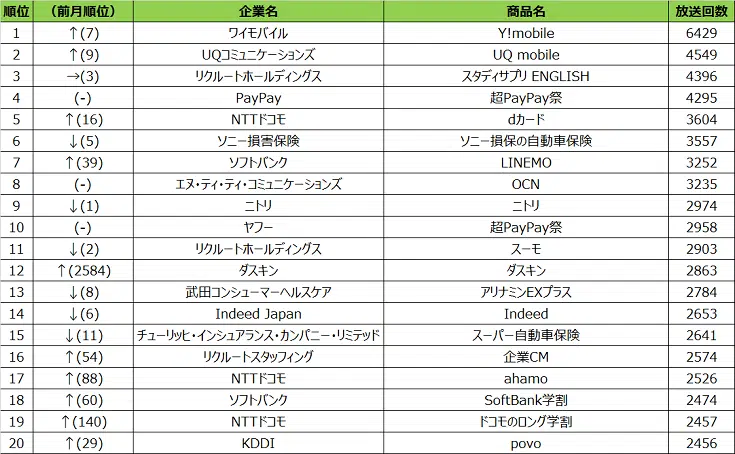 順位 (前月順位) 企業名 商品名 放送回数
1 ↑(7) ワイモバイル Y!mobile 6429
2 ↑(9) UQコミュニケーションズ UQ mobile 4549
3 →(3) リクルートホールディングス スタディサプリ ENGLISH 4396
4 (-) PayPay 超PayPay祭 4295
5 ↑(16) NTTドコモ dカード 3604
6 ↓(5) ソニー損害保険 ソニー損保の自動車保険 3557
7 ↑(39) ソフトバンク LINEMO 3252
8 (-) エヌ・ティ・ティ・コミュニケーションズ OCN 3235
9 ↓(1) ニトリ ニトリ 2974
10 (-) ヤフー 超PayPay祭 2958
11 ↓(2) リクルートホールディングス スーモ 2903
12 ↑(2584) ダスキン ダスキン 2863
13 ↓(8) 武田コンシューマーヘルスケア アリナミンEXプラス 2784
14 ↓(6) Indeed Japan Indeed 2653
15 ↓(11) チューリッヒ・インシュアランス・カンパニー・リミテッド スーパー自動車保険 2641
16 ↑(54) リクルートスタッフィング 企業CM 2574
17 ↑(88) NTTドコモ ahamo 2526
18 ↑(60) ソフトバンク SoftBank学割 2474
19 ↑(140) NTTドコモ ドコモのロング学割 2457
20 ↑(29) KDDI povo 2456